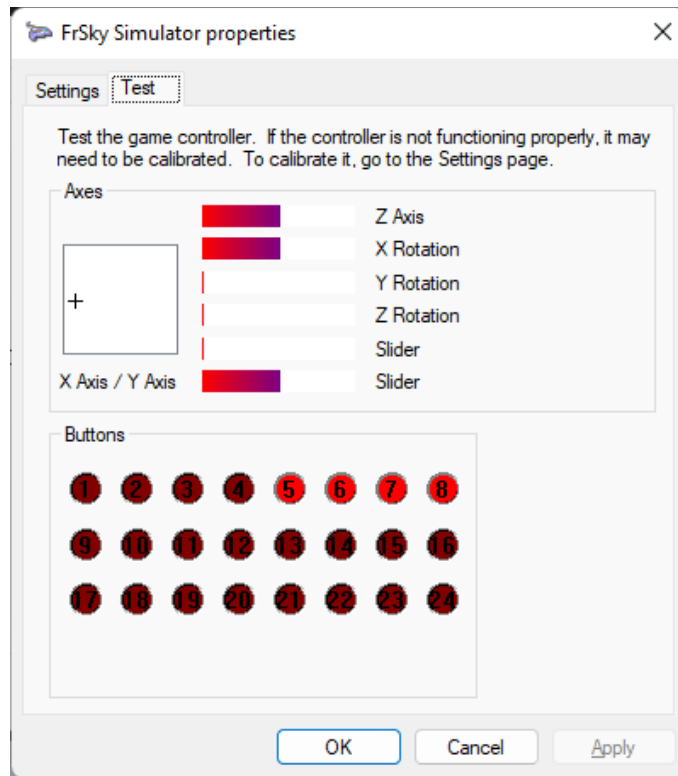 FrSky Simulator properties
Settings
Test
Test the game controller. If the controller is not functioning properly, it may
need to be calibrated. To calibrate it, go to the Settings page.
Axes
Z Axis
X Rotation
Y Rotation
Z Rotation
Slider
X Axis / Y Axis
Slider
Buttons
1 2 3 4 5 6 7 8
9 10 11 12 13 14 15 16
17 18 19 20 21 22 23 24
OK
Cancel
Apply